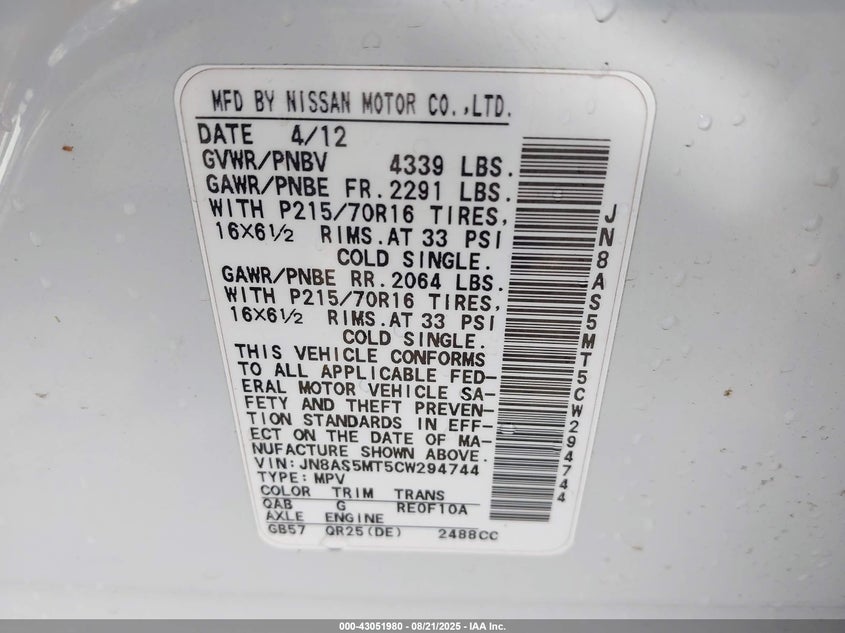 MFD BY NISSAN MOTOR CO.,LTD.
DATE 4/12
GVWR/PNBV 4339 LBS.
GAWR/PNBE FR.2291 LBS.
WITH P215/70R16 TIRES,
16X6½ RIMS.AT 33 PSI
COLD SINGLE.
GAWR/PNBE RR.2064 LBS.
WITH P215/70R16 TIRES,
16X6½ RIMS.AT 33 PSI
COLD SINGLE.
THIS VEHICLE CONFORMS
TO ALL APPLICABLE FED-
ERAL MOTOR VEHICLE SA-
FETY AND THEFT PREVEN-
TION STANDARDS IN EFF-
ECT ON THE DATE OF MA-
NUFACTURE SHOWN ABOVE.
VIN:JN8AS5MT5CW294744
TYPE:MPV
COLOR TRIM TRANS
QAB G RE0F10A
AXLE ENGINE
GB57 QR25(DE) 2488CC
JN8AS5MT5CW294744
000-43051980 - 08/21/2025 - IAA Inc.